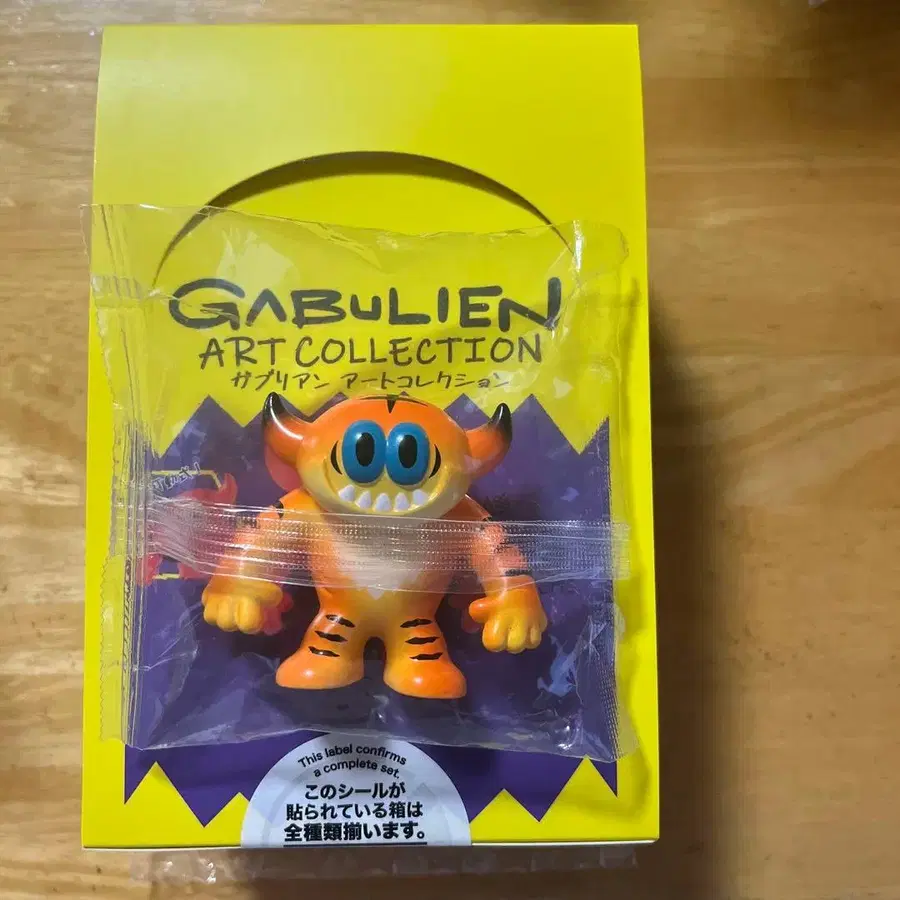 GABULIEN
ART COLLECTION
ガブリアン アートコレクション
This label confirms
a complete set.
このシールが
貼られている箱は
全種類揃います。